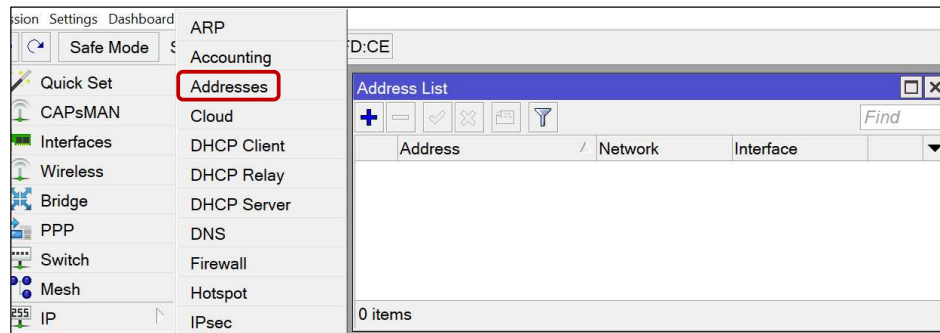 Settings Dashboard
Safe Mode
D:CE
Quick Set
CAPsMAN
Interfaces
Wireless
Bridge
PPP
Switch
Mesh
255 IP
ARP
Accounting
Addresses
Cloud
DHCP Client
DHCP Relay
DHCP Server
DNS
Firewall
Hotspot
IPsec
Address List
Find
Address Network Interface
0 items